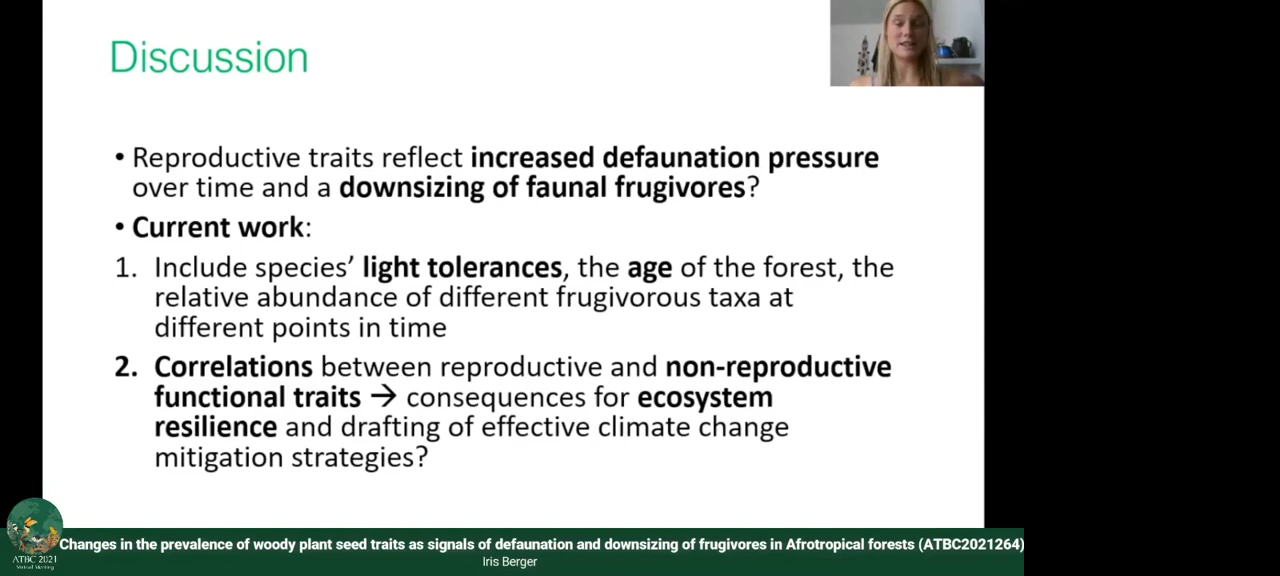 Discussion
• Reproductive traits reflect increased defaunation pressure
over time and a downsizing of faunal frugivores?
• Current work:
1. Include species’ light tolerances, the age of the forest, the
relative abundance of different frugivorous taxa at
different points in time
2. Correlations between reproductive and non-reproductive
functional traits → consequences for ecosystem
resilience and drafting of effective climate change
mitigation strategies?
ATBC 2021
Virtual Meeting
Changes in the prevalence of woody plant seed traits as signals of defaunation and downsizing of frugivores in Afrotropical forests (ATBC2021264)
Iris Berger